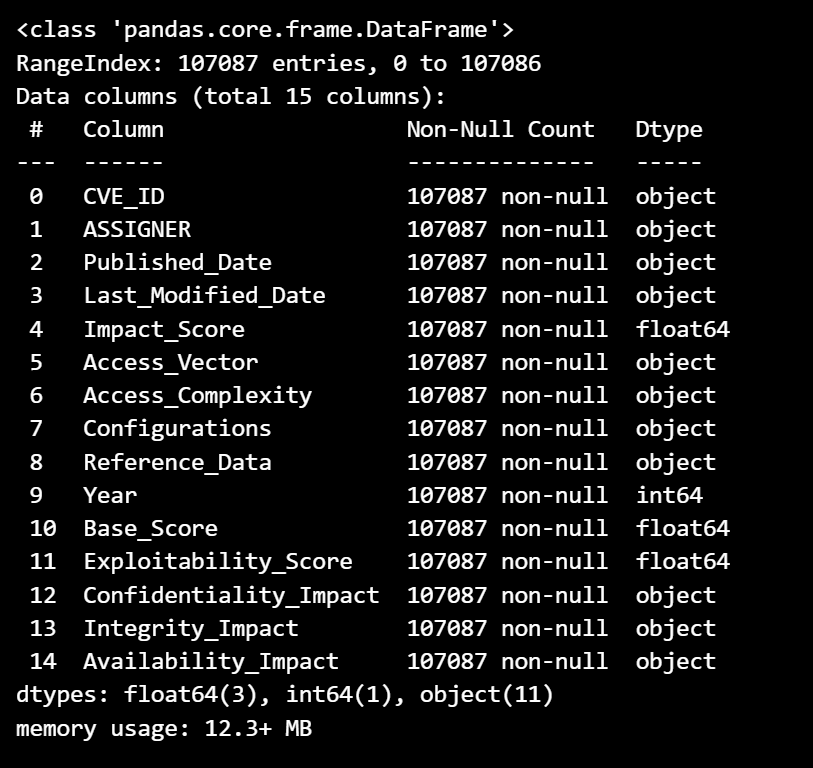 <class 'pandas.core.frame.DataFrame'>
RangeIndex: 107087 entries, 0 to 107086
Data columns (total 15 columns):
 #   Column                  Non-Null Count   Dtype
---  ------                  --------------   -----
 0   CVE_ID                  107087 non-null  object
 1   ASSIGNER                107087 non-null  object
 2   Published_Date          107087 non-null  object
 3   Last_Modified_Date      107087 non-null  object
 4   Impact_Score            107087 non-null  float64
 5   Access_Vector           107087 non-null  object
 6   Access_Complexity       107087 non-null  object
 7   Configurations          107087 non-null  object
 8   Reference_Data          107087 non-null  object
 9   Year                    107087 non-null  int64
 10  Base_Score              107087 non-null  float64
 11  Exploitability_Score    107087 non-null  float64
 12  Confidentiality_Impact  107087 non-null  object
 13  Integrity_Impact        107087 non-null  object
 14  Availability_Impact     107087 non-null  object
dtypes: float64(3), int64(1), object(11)
memory usage: 12.3+ MB